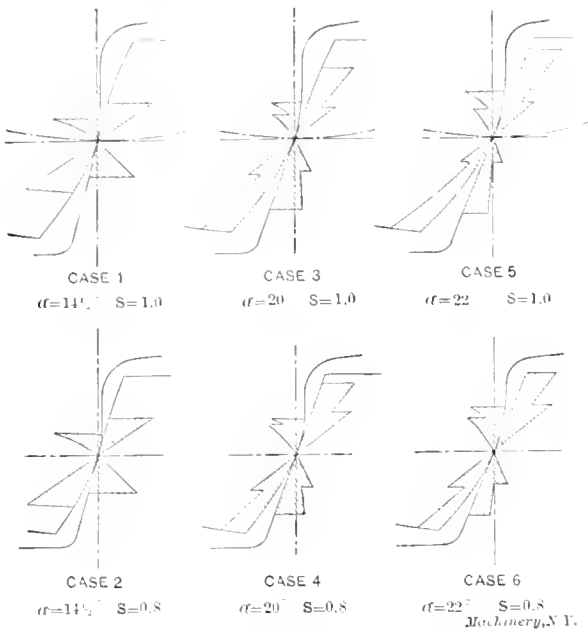 CASE 1 CASE 3 CASE 5
α=14½° S=1.0 α=20 S=1.0 α=22 S=1.0
CASE 2 CASE 4 CASE 6
α=14½° S=0.8 α=20° S=0.8 α=22° S=0.8
Machinery, N.Y.